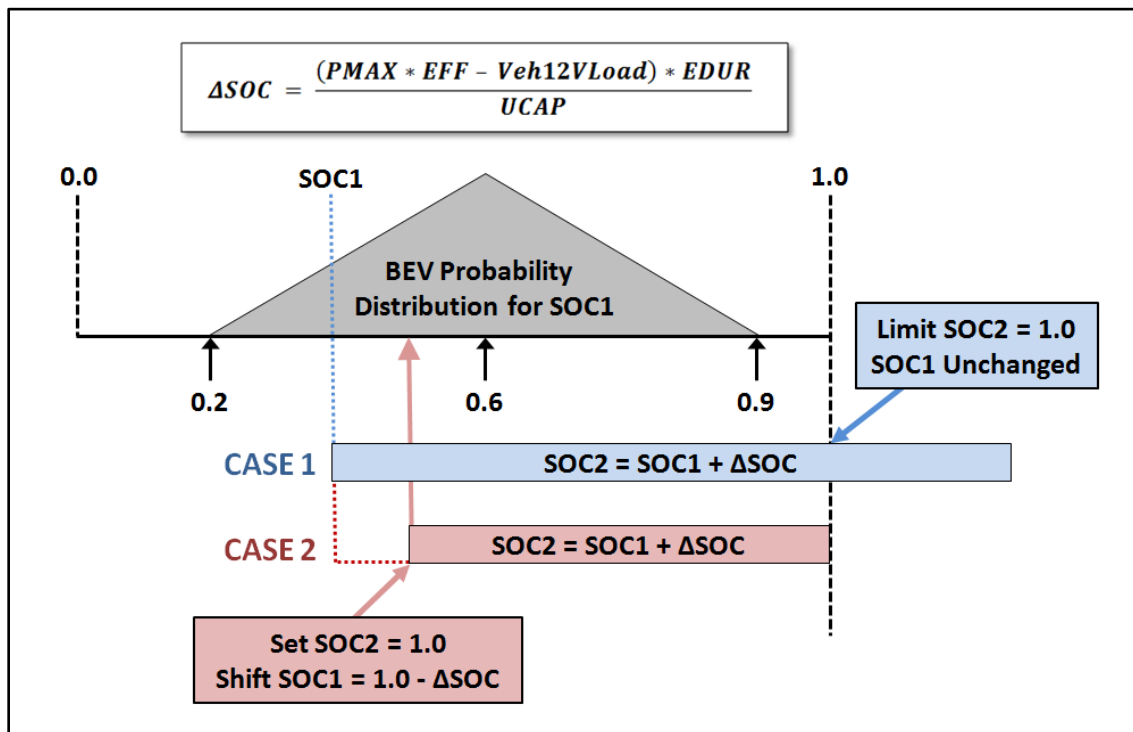 ΔSOC = (PMAX * EFF – Veh12VLoad) * EDUR
UCAP
0.0
SOC1
1.0
BEV Probability
Distribution for SOC1
Limit SOC2 = 1.0
SOC1 Unchanged
0.2
0.6
0.9
CASE 1
SOC2 = SOC1 + ΔSOC
CASE 2
SOC2 = SOC1 + ΔSOC
Set SOC2 = 1.0
Shift SOC1 = 1.0 - ΔSOC